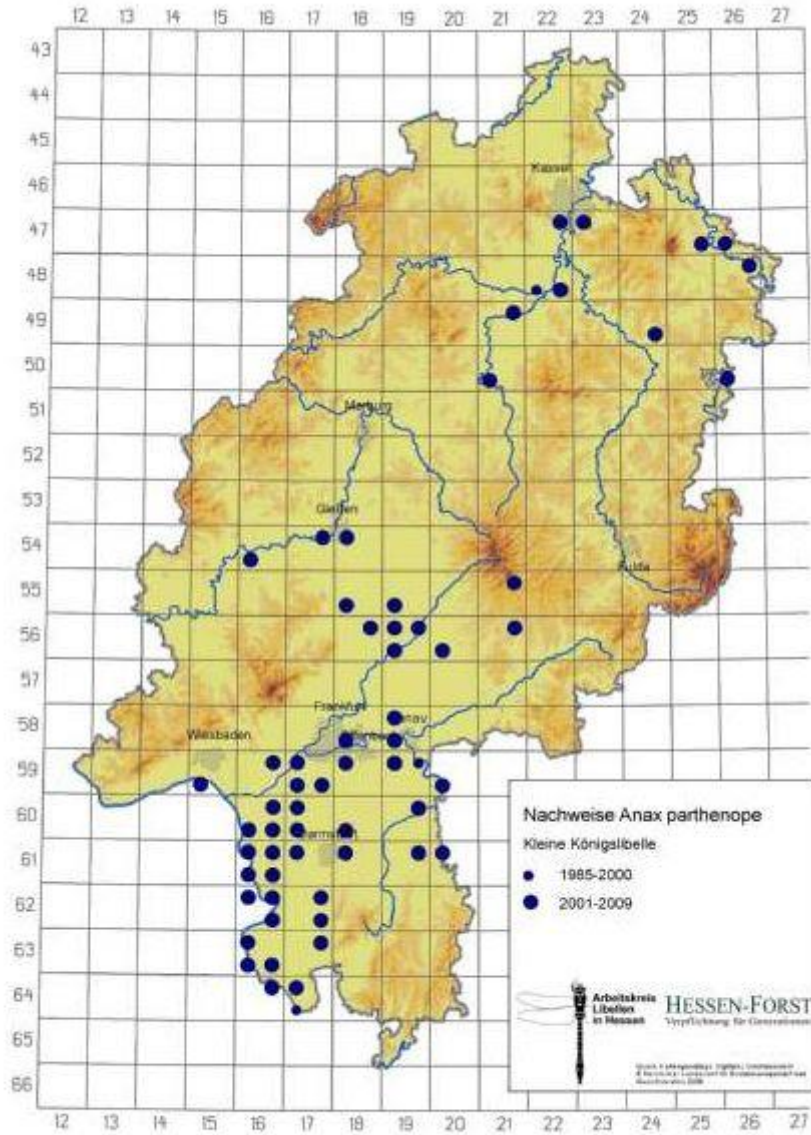 12 13 14 15 16 17 18 19 20 21 22 23 24 25 26 27
43
44
45
46
47
48
49
50
51
52
53
54
55
56
57
58
59
60
61
62
63
64
65
66
Kassel
Marburg
Gießen
Fulda
Frankfurt
Wiesbaden
Nachweise Anax parthenope
Kleine Königslibelle
1985-2000
2001-2009
Arbeitskreis
Libellen
in Hessen
HESSEN-FORST
Verpflichtung für Generationen
12 13 14 15 16 17 18 19 20 21 22 23 24 25 26 27